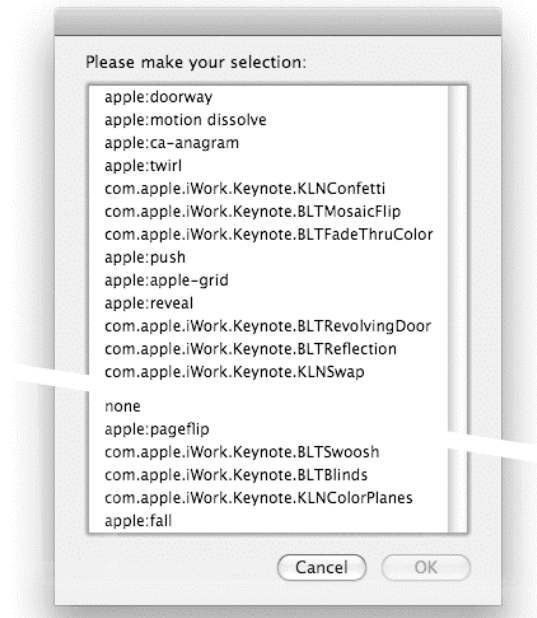 Please make your selection:
apple:doorway
apple:motion dissolve
apple:ca-anagram
apple:twirl
com.apple.iWork.Keynote.KLNConfetti
com.apple.iWork.Keynote.BLTMosaicFlip
com.apple.iWork.Keynote.BLTFadeThruColor
apple:push
apple:apple-grid
apple:reveal
com.apple.iWork.Keynote.BLTRevolvingDoor
com.apple.iWork.Keynote.BLTReflection
com.apple.iWork.Keynote.KLNSwap
none
apple:pageflip
com.apple.iWork.Keynote.BLTSwoosh
com.apple.iWork.Keynote.BLTBlinds
com.apple.iWork.Keynote.KLNColorPlanes
apple:fall
Cancel OK